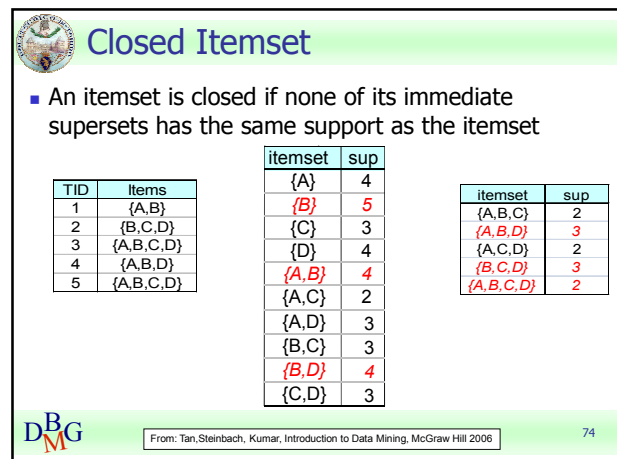 Closed Itemset
An itemset is closed if none of its immediate
supersets has the same support as the itemset
TID Items
1 {A,B}
2 {B,C,D}
3 {A,B,C,D}
4 {A,B,D}
5 {A,B,C,D}
itemset sup
{A} 4
{B} 5
{C} 3
{D} 4
{A,B} 4
{A,C} 2
{A,D} 3
{B,C} 3
{B,D} 4
{C,D} 3
itemset sup
{A,B,C} 2
{A,B,D} 3
{A,C,D} 2
{B,C,D} 3
{A,B,C,D} 2
DBMG
From: Tan,Steinbach, Kumar, Introduction to Data Mining, McGraw Hill 2006
74